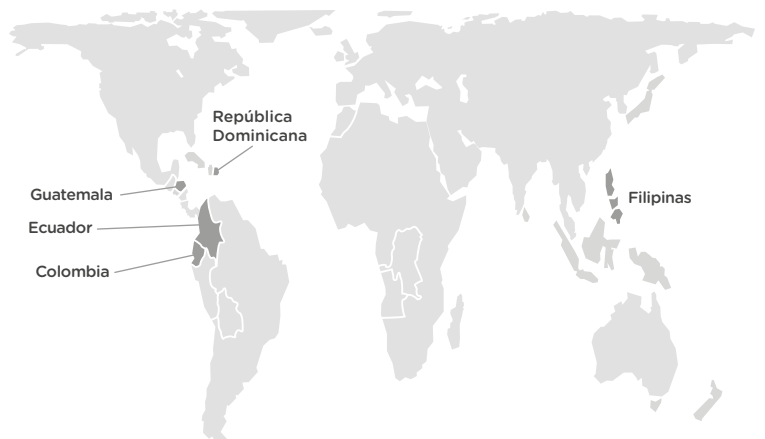 República
Dominicana
Guatemala
Ecuador
Colombia
Filipinas